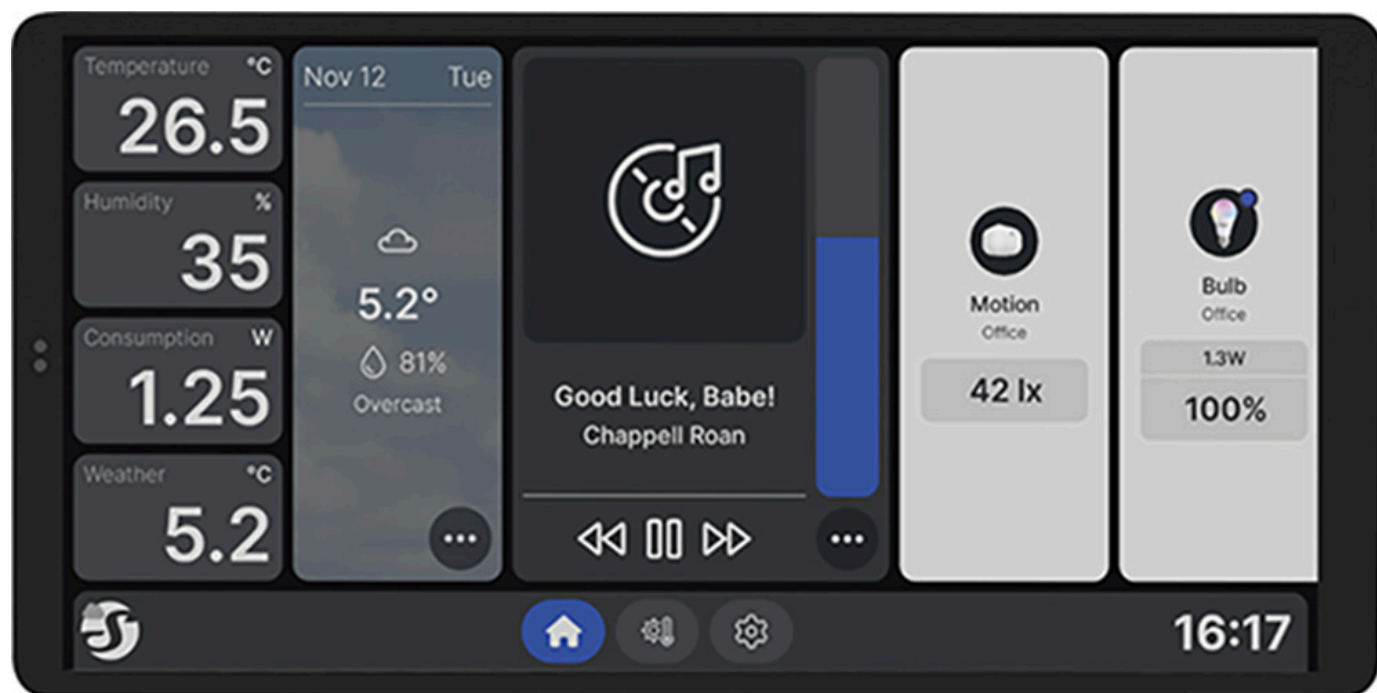 Temperature °C
26.5
Humidity %
35
Consumption W
1.25
Weather °C
5.2
Nov 12 Tue
5.2°
81%
Overcast
Good Luck, Babe!
Chappell Roan
Motion
Office
42 lx
Bulb
Office
1.3W
100%
16:17